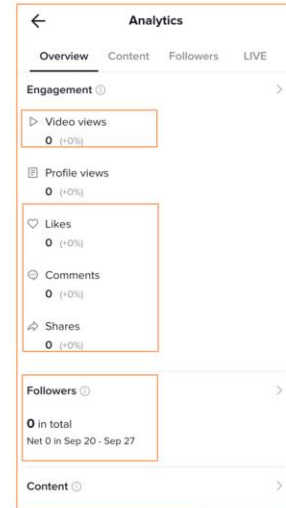 Analytics
Overview Content Followers LIVE
Engagement
Video views
0 (+0%)
Profile views
0 (+0%)
Likes
0 (+0%)
Comments
0 (+0%)
Shares
0 (+0%)
Followers
0 in total
Net 0 in Sep 20 - Sep 27
Content